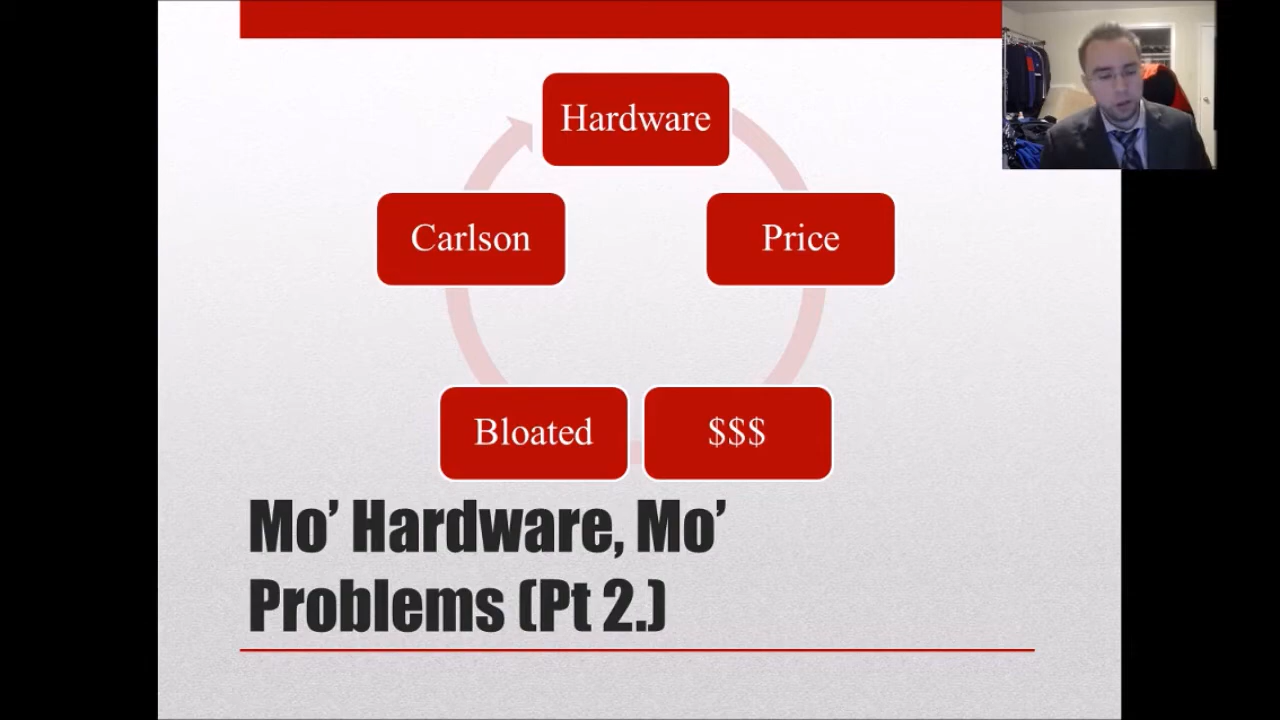 Hardware
Carlson
Price
Bloated
$$$
Mo’ Hardware, Mo’
Problems (Pt 2.)